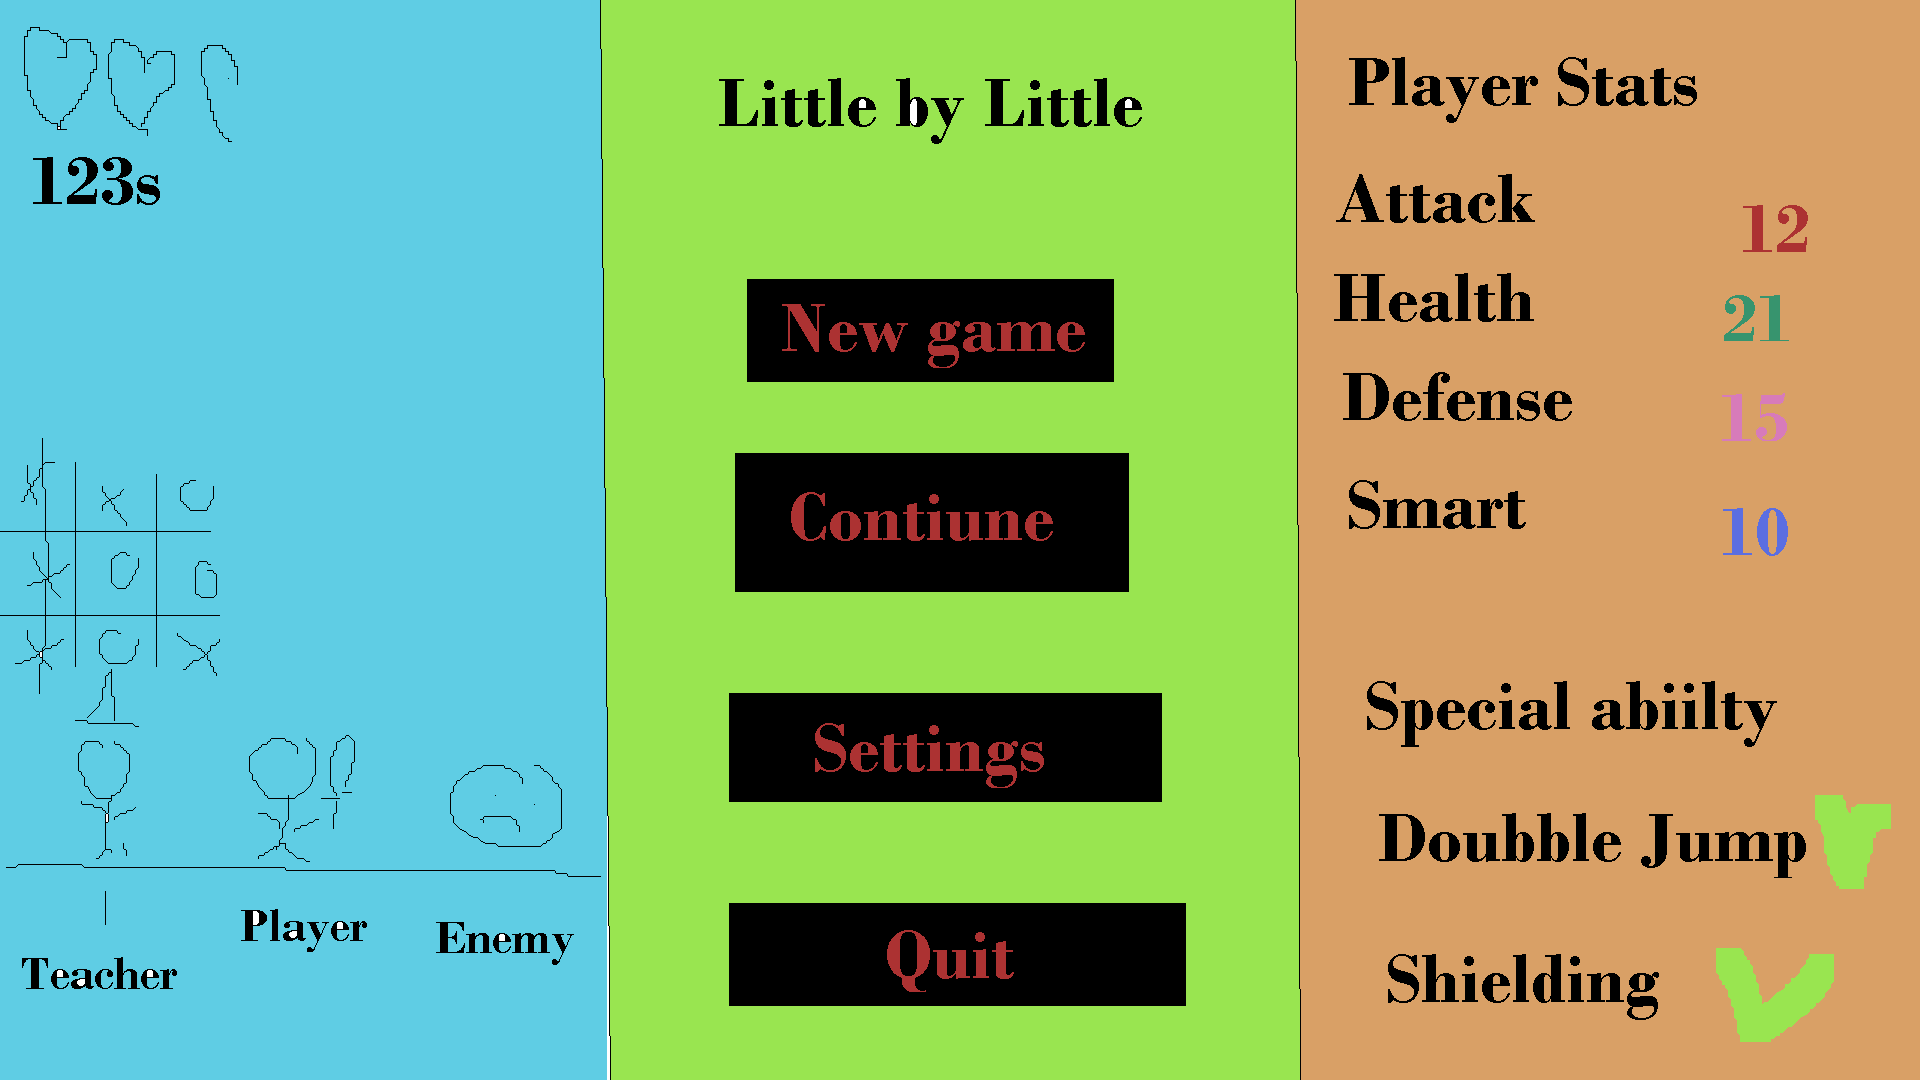 123s
X X O
X O O
X O X
Teacher
Player
Enemy
Little by Little
New game
Contiune
Settings
Quit
Player Stats
Attack 12
Health 21
Defense 15
Smart 10
Special abiilty
Doubble Jump
Shielding